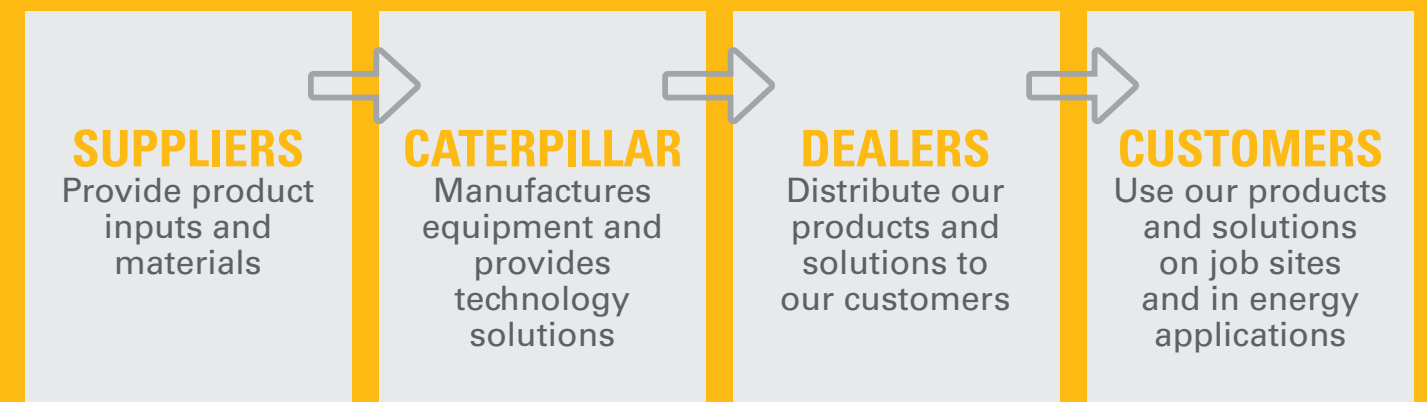 SUPPLIERS
Provide product
inputs and
materials
CATERPILLAR
Manufactures
equipment and
provides
technology
solutions
DEALERS
Distribute our
products and
solutions to
our customers
CUSTOMERS
Use our products
and solutions
on job sites
and in energy
applications